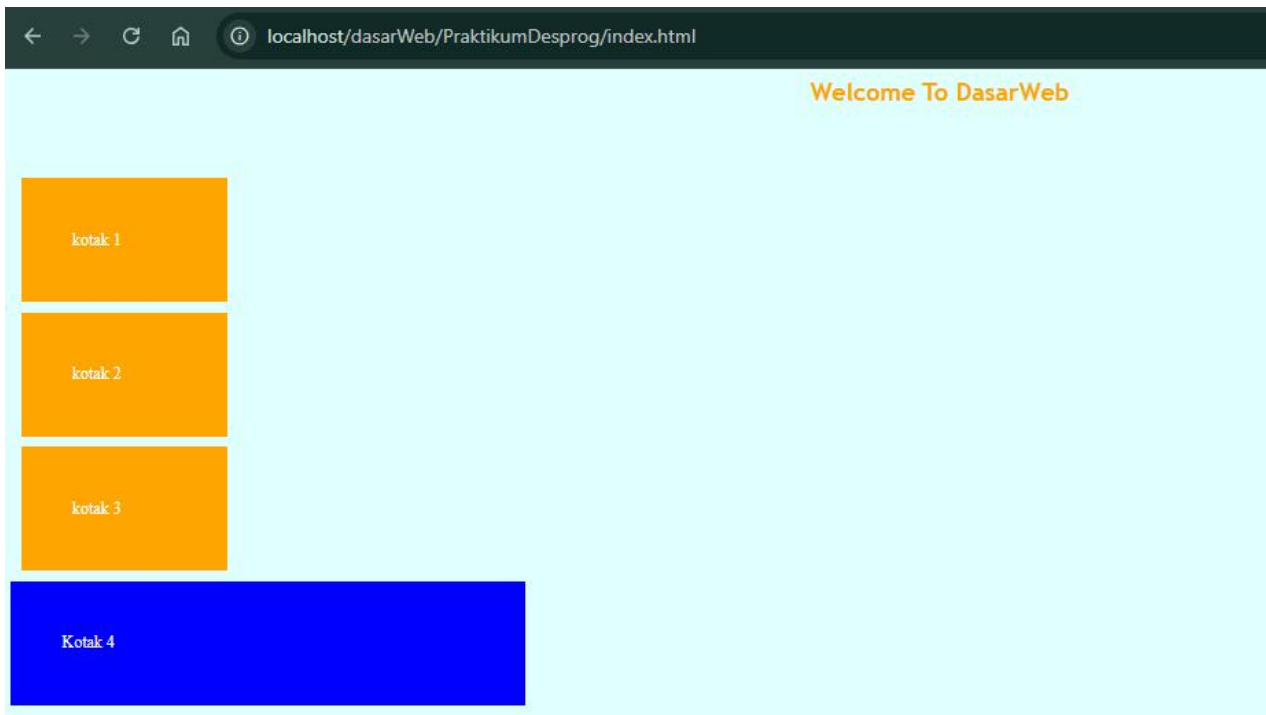 localhost/dasarWeb/PraktikumDesprog/index.html
Welcome To DasarWeb
kotak 1
kotak 2
kotak 3
Kotak 4